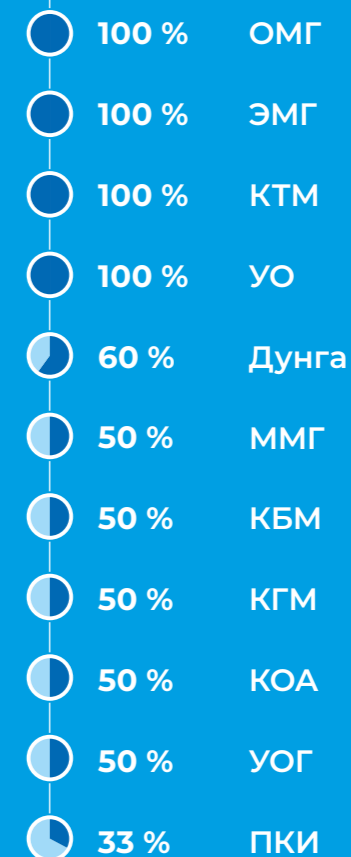 100 % ОМГ
100 % ЭМГ
100 % КТМ
100 % УО
60 % Дунга
50 % ММГ
50 % КБМ
50 % КГМ
50 % КОА
50 % УОГ
33 % ПКИ